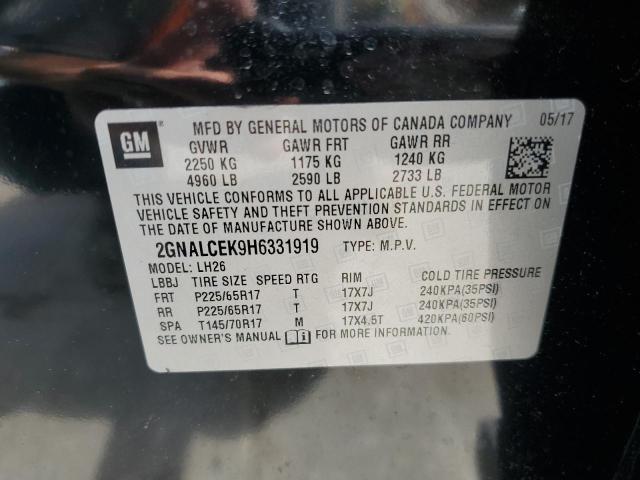 GM
MFD BY GENERAL MOTORS OF CANADA COMPANY 05/17
GVWR GAWR FRT GAWR RR
2250 KG 1175 KG 1240 KG
4960 LB 2590 LB 2733 LB
THIS VEHICLE CONFORMS TO ALL APPLICABLE U.S. FEDERAL MOTOR
VEHICLE SAFETY AND THEFT PREVENTION STANDARDS IN EFFECT ON
THE DATE OF MANUFACTURE SHOWN ABOVE.
2GNALCEK9H6331919 TYPE: M.P.V.
MODEL: LH26
LBBJ TIRE SIZE SPEED RTG RIM COLD TIRE PRESSURE
FRT P225/65R17 T 17X7J 240KPA(35PSI)
RR P225/65R17 T 17X7J 240KPA(35PSI)
SPA T145/70R17 M 17X4.5T 420KPA(60PSI)
SEE OWNER'S MANUAL FOR MORE INFORMATION.